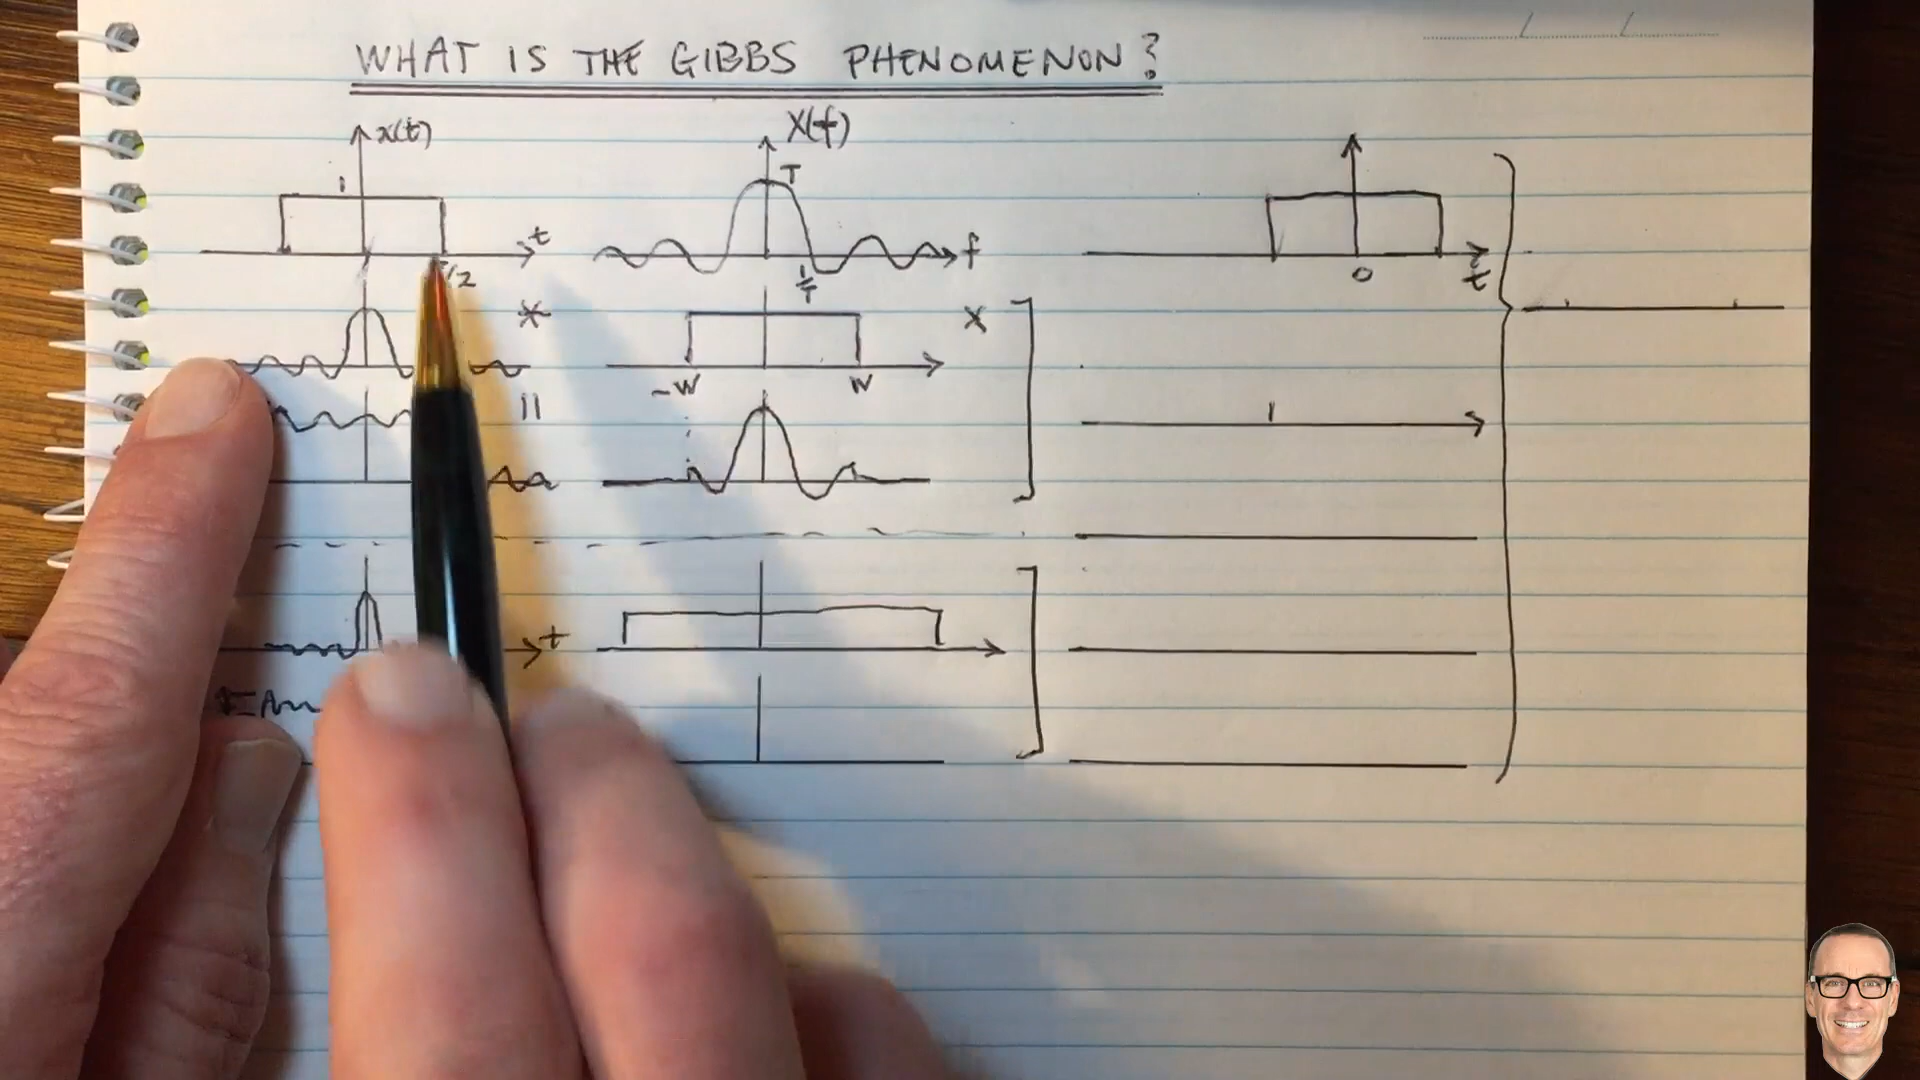 WHAT IS THE GIBBS PHENOMENON?
x(t) X(f)
1 T
t f
/2 1/T 0 t
* X
-W W
||
t